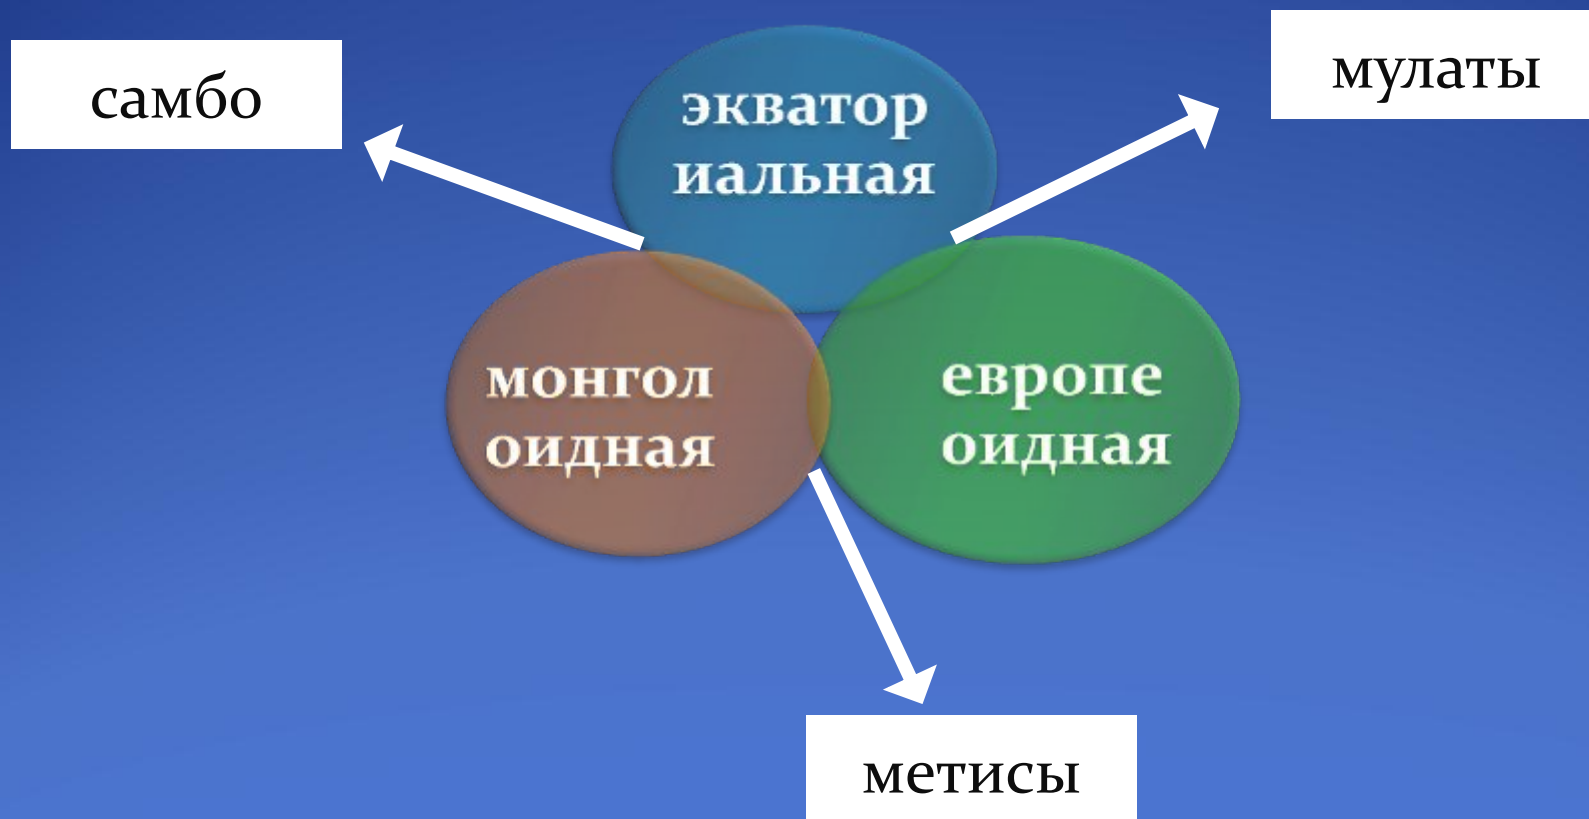 самбо
мулаты
экватор
иальная
монгол
оидная
европе
оидная
метисы